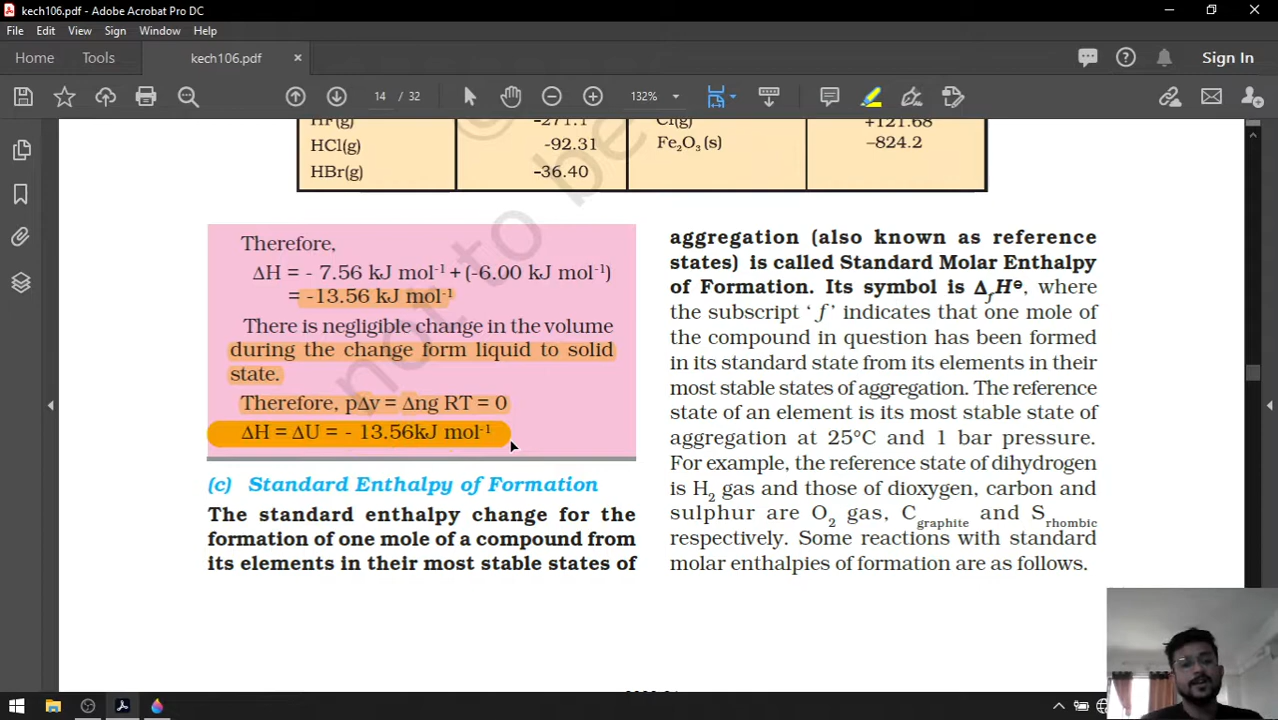 kech106.pdf - Adobe Acrobat Pro DC
File Edit View Sign Window Help
Home Tools kech106.pdf × Sign In
14 / 32 132%
HF(g) -271.1 Cl(g) +121.68
HCl(g) -92.31 Fe₂O₃ (s) –824.2
HBr(g) -36.40
not to be
Therefore,
ΔH = - 7.56 kJ mol⁻¹ + (-6.00 kJ mol⁻¹)
= -13.56 kJ mol⁻¹
There is negligible change in the volume
during the change form liquid to solid
state.
Therefore, pΔv = Δng RT = 0
ΔH = ΔU = - 13.56kJ mol⁻¹
(c) Standard Enthalpy of Formation
The standard enthalpy change for the
formation of one mole of a compound from
its elements in their most stable states of
aggregation (also known as reference
states) is called Standard Molar Enthalpy
of Formation. Its symbol is Δf H⊖, where
the subscript ‘ f ’ indicates that one mole of
the compound in question has been formed
in its standard state from its elements in their
most stable states of aggregation. The reference
state of an element is its most stable state of
aggregation at 25°C and 1 bar pressure.
For example, the reference state of dihydrogen
is H₂ gas and those of dioxygen, carbon and
sulphur are O₂ gas, Cgraphite and Srhombic
respectively. Some reactions with standard
molar enthalpies of formation are as follows.